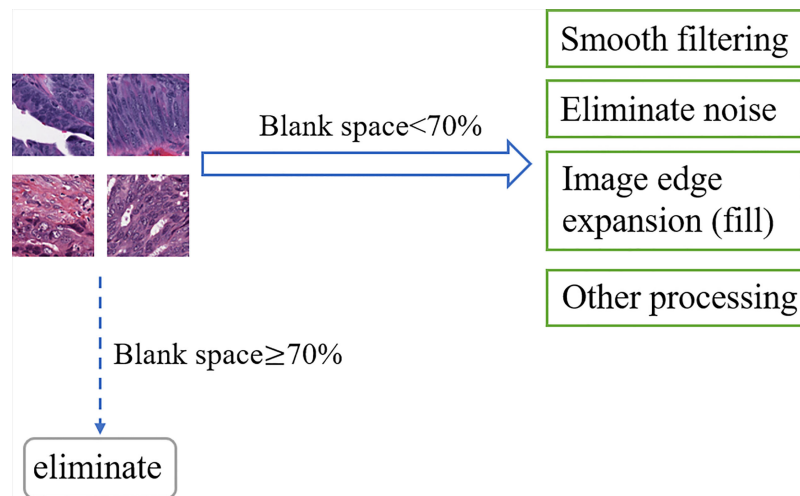 Smooth filtering
Eliminate noise
Blank space<70%
Image edge
expansion (fill)
Other processing
Blank space≥70%
eliminate